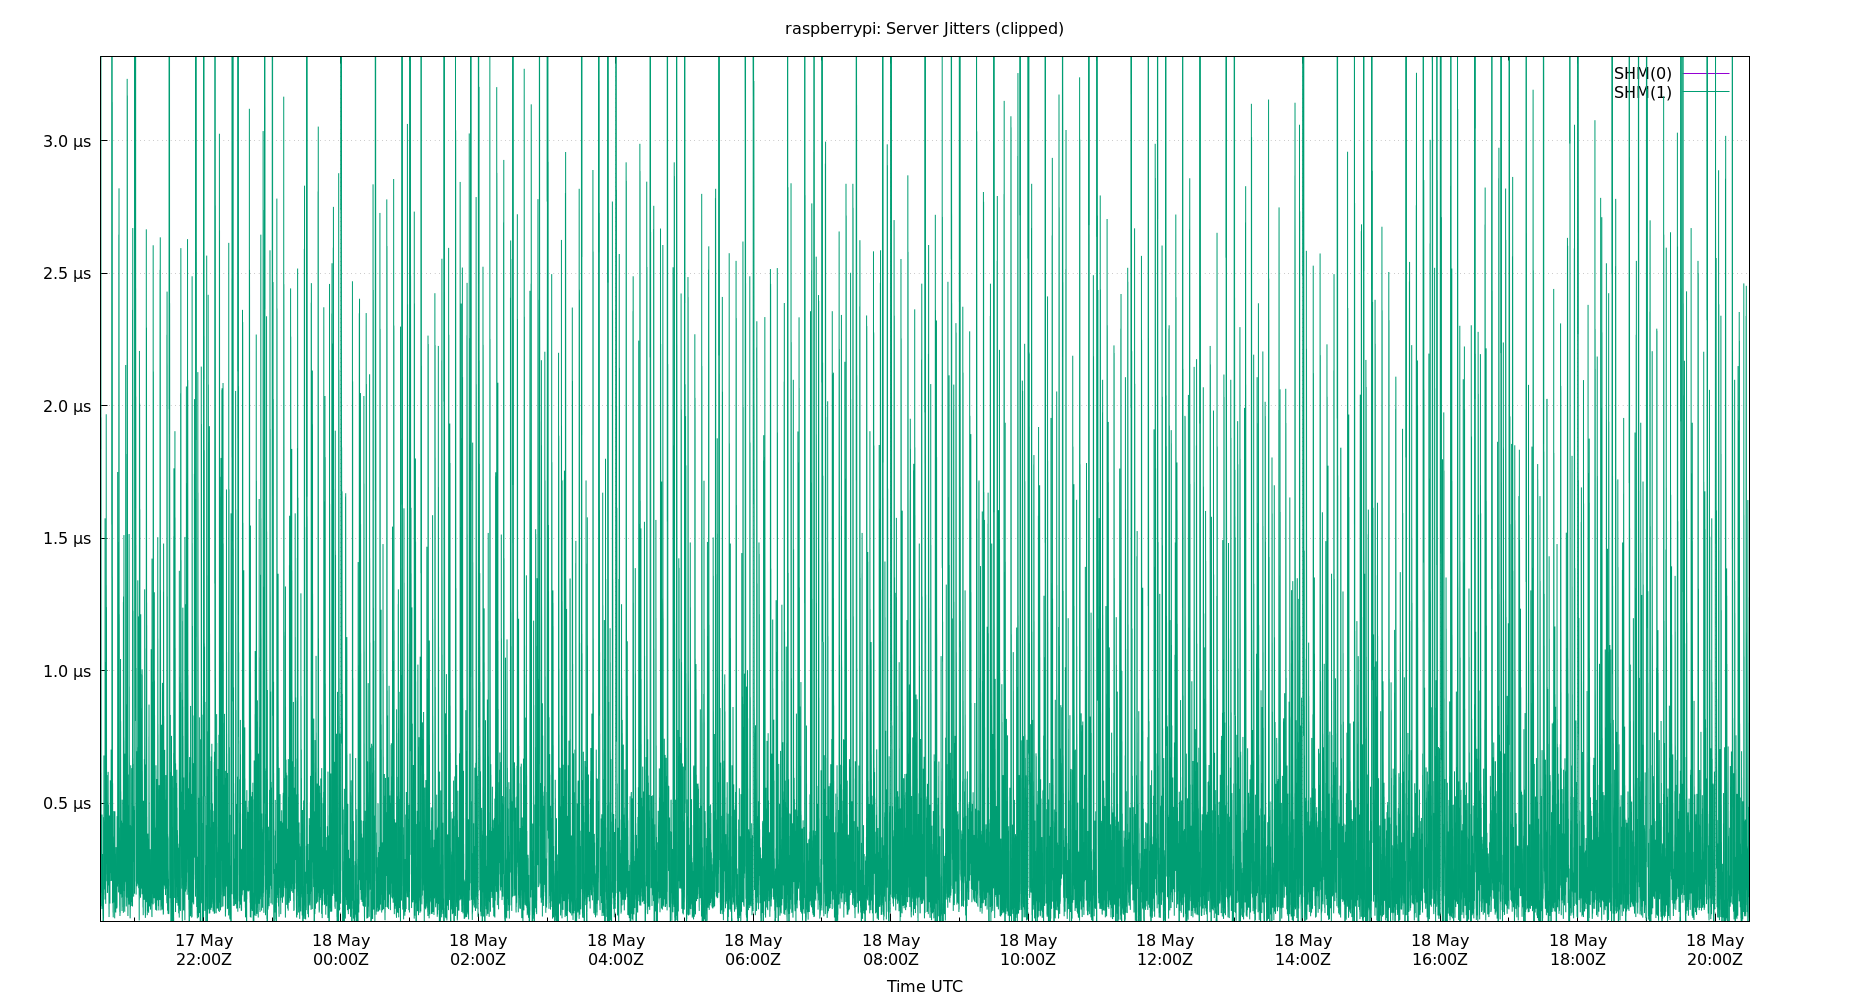 raspberrypi: Server Jitters (clipped)
SHM(0)
SHM(1)
3.0 µs
2.5 µs
2.0 µs
1.5 µs
1.0 µs
0.5 µs
17 May 18 May 18 May 18 May 18 May 18 May 18 May 18 May 18 May 18 May 18 May 18 May
22:00Z 00:00Z 02:00Z 04:00Z 06:00Z 08:00Z 10:00Z 12:00Z 14:00Z 16:00Z 18:00Z 20:00Z
Time UTC